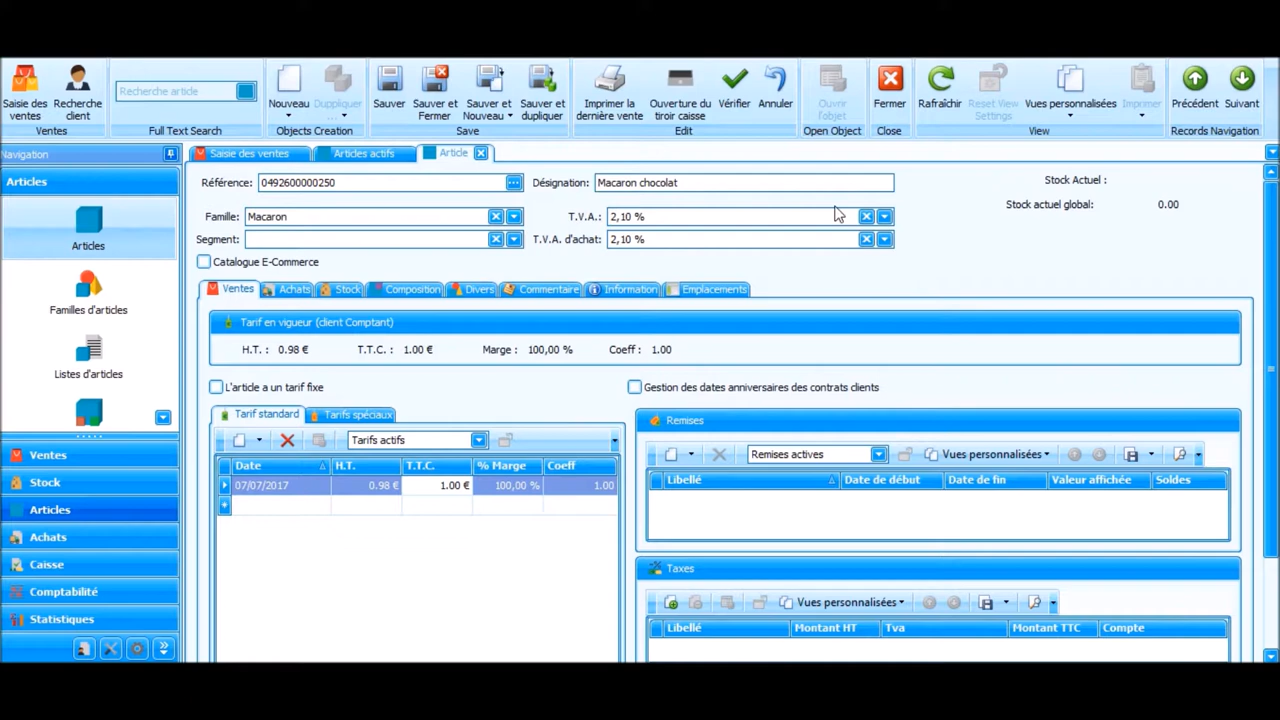 Saisie des ventes
Recherche client
Ventes
Recherche article
Full Text Search
Nouveau
Dupliquer ...
Objects Creation
Sauver
Sauver et Fermer
Sauver et Nouveau
Sauver et dupliquer
Save
Imprimer la dernière vente
Ouverture du tiroir caisse
Vérifier
Annuler
Edit
Ouvrir l'objet
Open Object
Fermer
Close
Rafraîchir
Reset View Settings
Vues personnalisées
Imprimer
View
Précédent
Suivant
Records Navigation
Navigation
Saisie des ventes
Articles actifs
Article
Articles
Articles
Familles d'articles
Listes d'articles
Ventes
Stock
Articles
Achats
Caisse
Comptabilité
Statistiques
Référence: 0492600000250
Désignation: Macaron chocolat
Stock Actuel :
Stock actuel global: 0.00
Famille: Macaron
T.V.A.: 2,10 %
Segment:
T.V.A. d'achat: 2,10 %
Catalogue E-Commerce
Ventes Achats Stock Composition Divers Commentaire Information Emplacements
Tarif en vigueur (client Comptant)
H.T. : 0.98 € T.T.C. : 1.00 € Marge : 100,00 % Coeff : 1.00
L'article a un tarif fixe
Gestion des dates anniversaires des contrats clients
Tarif standard Tarifs spéciaux
Tarifs actifs
Date H.T. T.T.C. % Marge Coeff
07/07/2017 0.98 € 1.00 € 100,00 % 1.00
Remises
Remises actives Vues personnalisées
Libellé Date de début Date de fin Valeur affichée Soldes
Taxes
Vues personnalisées
Libellé Montant HT Tva Montant TTC Compte